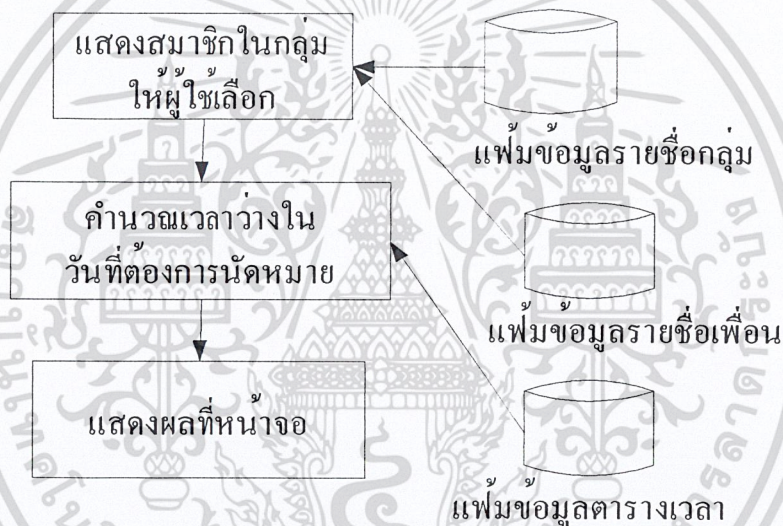 แสดงสมาชิกในกลุ่ม
ให้ผู้ใช้เลือก
แฟ้มข้อมูลรายชื่อกลุ่ม
คำนวณเวลาว่างใน
วันที่ต้องการนัดหมาย
แฟ้มข้อมูลรายชื่อเพื่อน
แสดงผลที่หน้าจอ
แฟ้มข้อมูลตารางเวลา